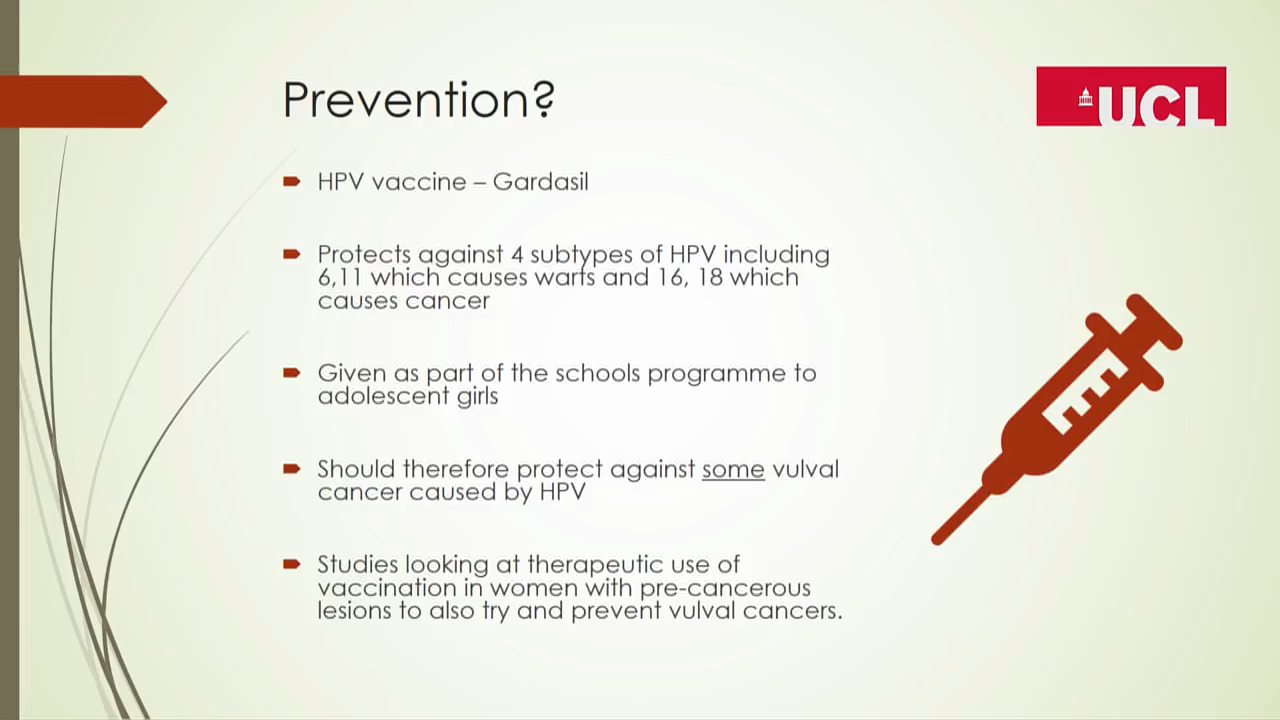 Prevention?
UCL
HPV vaccine – Gardasil
Protects against 4 subtypes of HPV including
6,11 which causes warts and 16, 18 which
causes cancer
Given as part of the schools programme to
adolescent girls
Should therefore protect against some vulval
cancer caused by HPV
Studies looking at therapeutic use of
vaccination in women with pre-cancerous
lesions to also try and prevent vulval cancers.